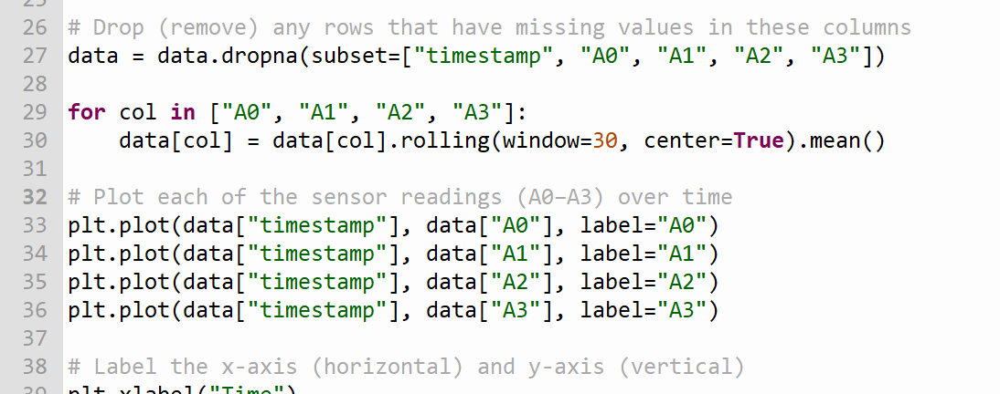 25
26 # Drop (remove) any rows that have missing values in these columns
27 data = data.dropna(subset=["timestamp", "A0", "A1", "A2", "A3"])
28
29 for col in ["A0", "A1", "A2", "A3"]:
30     data[col] = data[col].rolling(window=30, center=True).mean()
31
32 # Plot each of the sensor readings (A0–A3) over time
33 plt.plot(data["timestamp"], data["A0"], label="A0")
34 plt.plot(data["timestamp"], data["A1"], label="A1")
35 plt.plot(data["timestamp"], data["A2"], label="A2")
36 plt.plot(data["timestamp"], data["A3"], label="A3")
37
38 # Label the x-axis (horizontal) and y-axis (vertical)
39 plt.xlabel("Time")